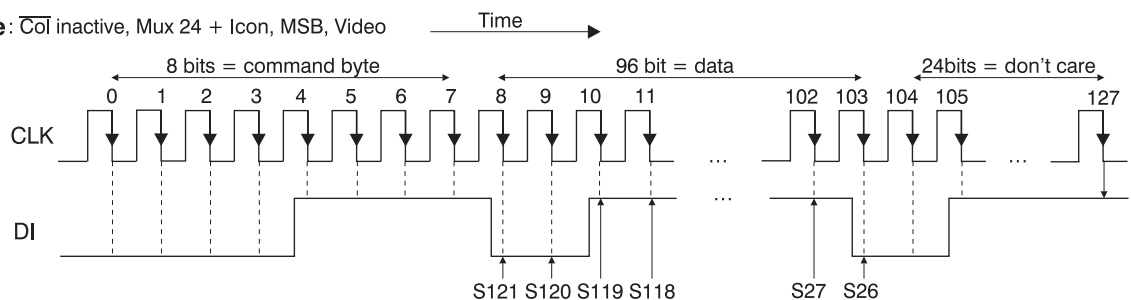 e: Col inactive, Mux 24 + Icon, MSB, Video Time
8 bits = command byte 96 bit = data 24bits = don't care
0 1 2 3 4 5 6 7 8 9 10 11 102 103 104 105 127
CLK
... ...
DI
... ...
S121 S120 S119 S118 S27 S26